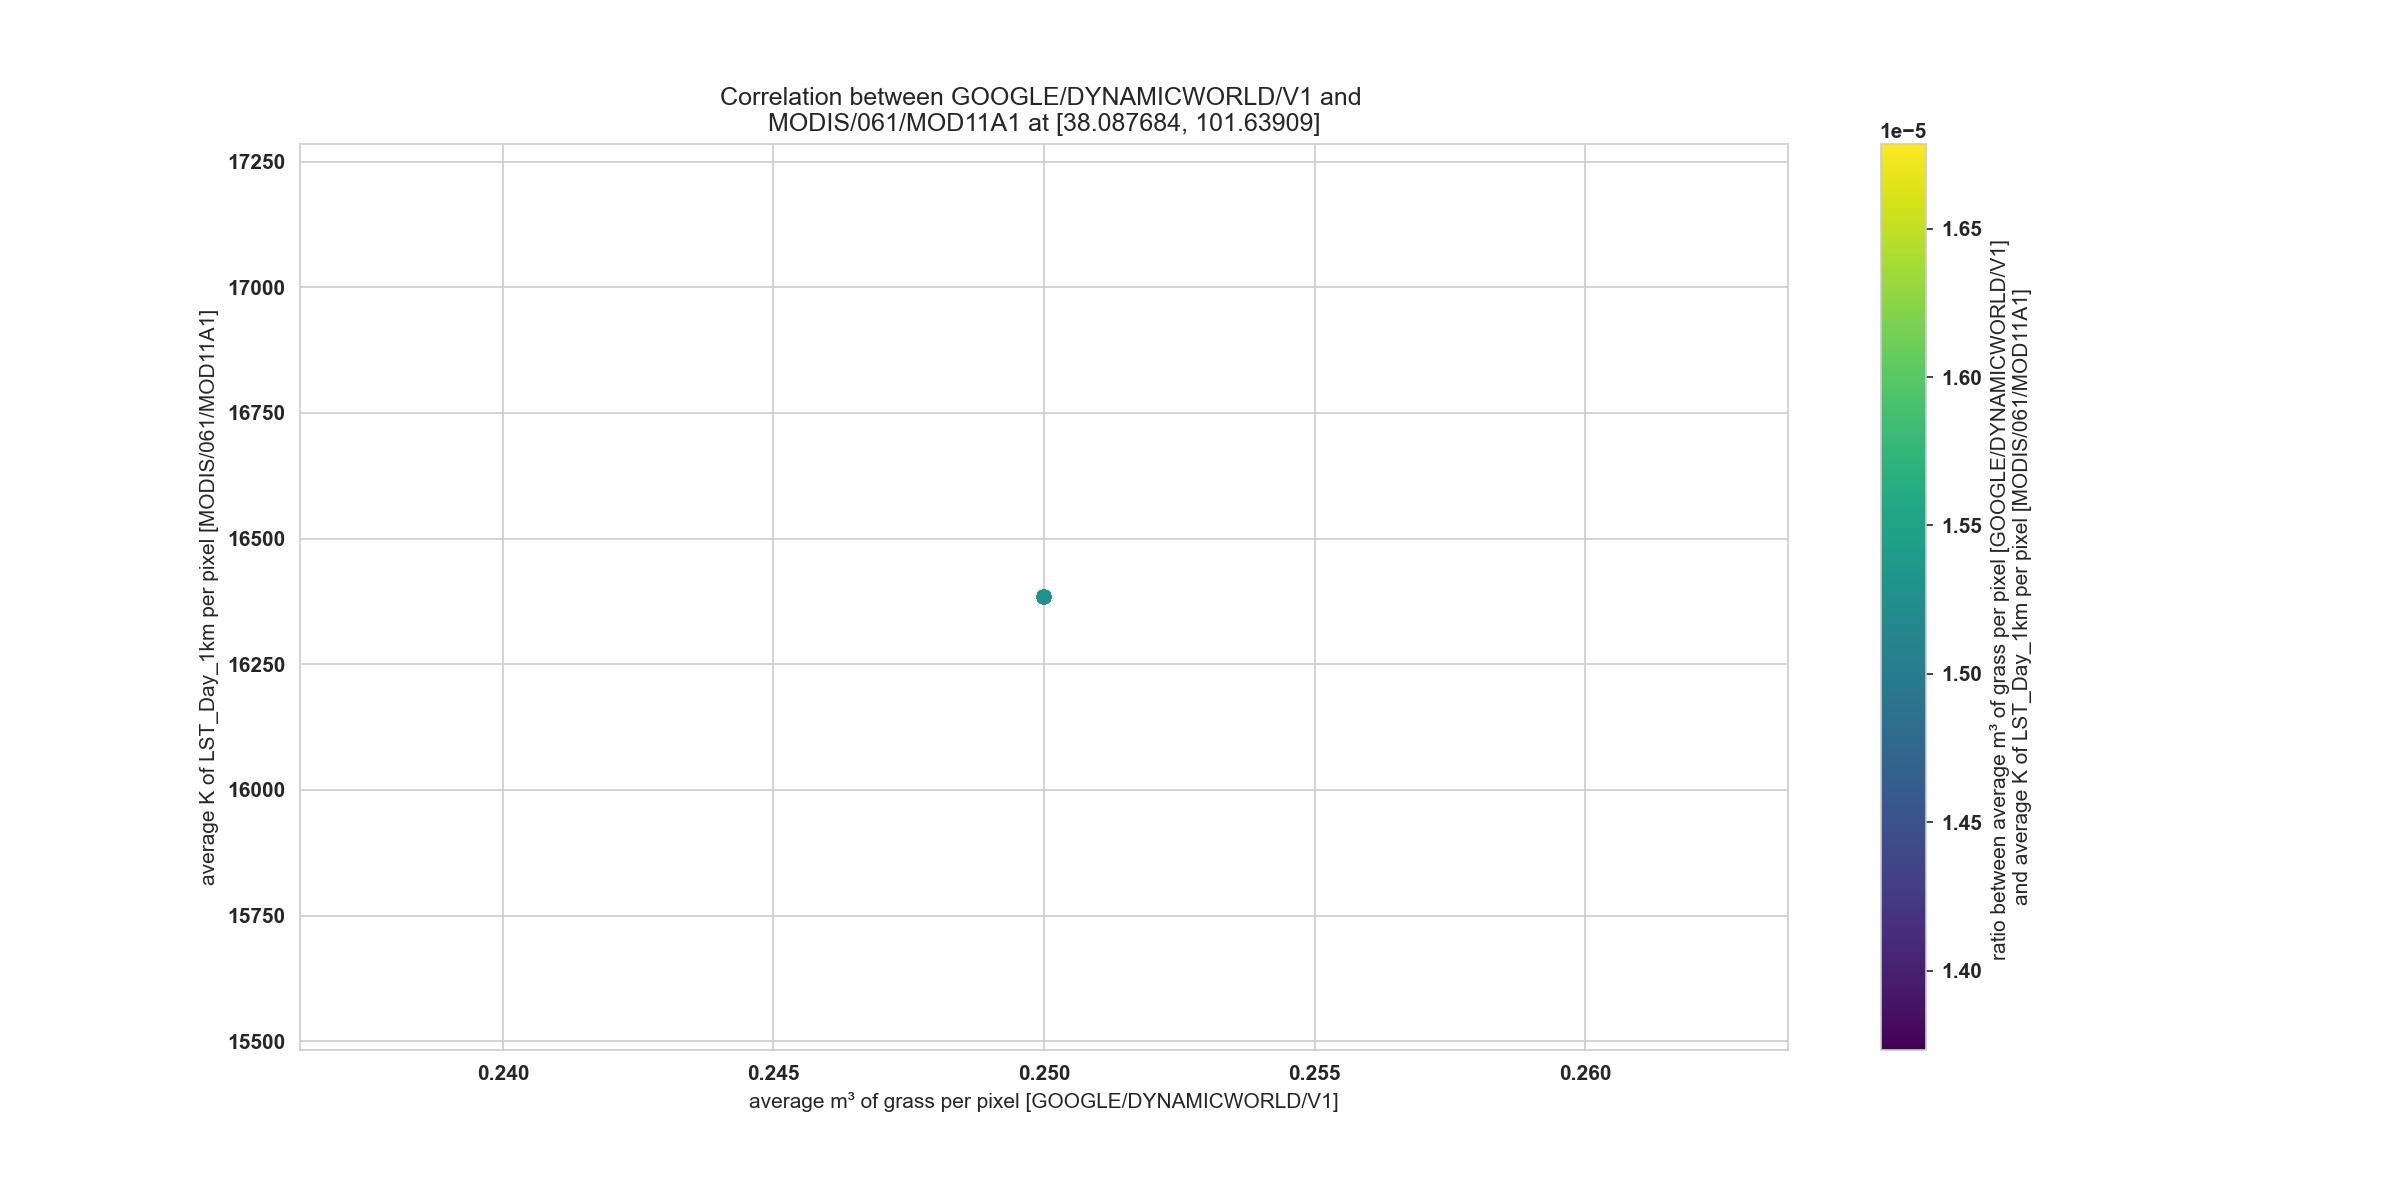 Correlation between GOOGLE/DYNAMICWORLD/V1 and
MODIS/061/MOD11A1 at [38.087684, 101.63909]
17250
17000
16750
16500
16250
16000
15750
15500
average K of LST_Day_1km per pixel [MODIS/061/MOD11A1]
0.240
0.245
0.250
0.255
0.260
average m³ of grass per pixel [GOOGLE/DYNAMICWORLD/V1]
1e−5
1.65
1.60
1.55
1.50
1.45
1.40
ratio between average m³ of grass per pixel [GOOGLE/DYNAMICWORLD/V1]
and average K of LST_Day_1km per pixel [MODIS/061/MOD11A1]